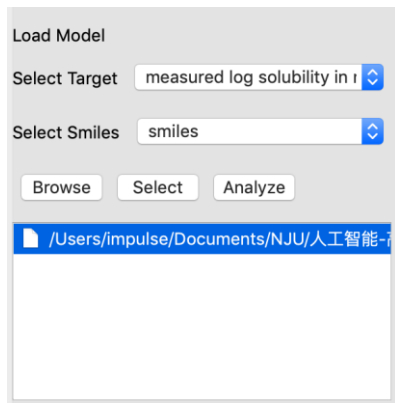 Load Model
Select Target measured log solubility in
Select Smiles smiles
Browse Select Analyze
/Users/impulse/Documents/NJU/人工智能-